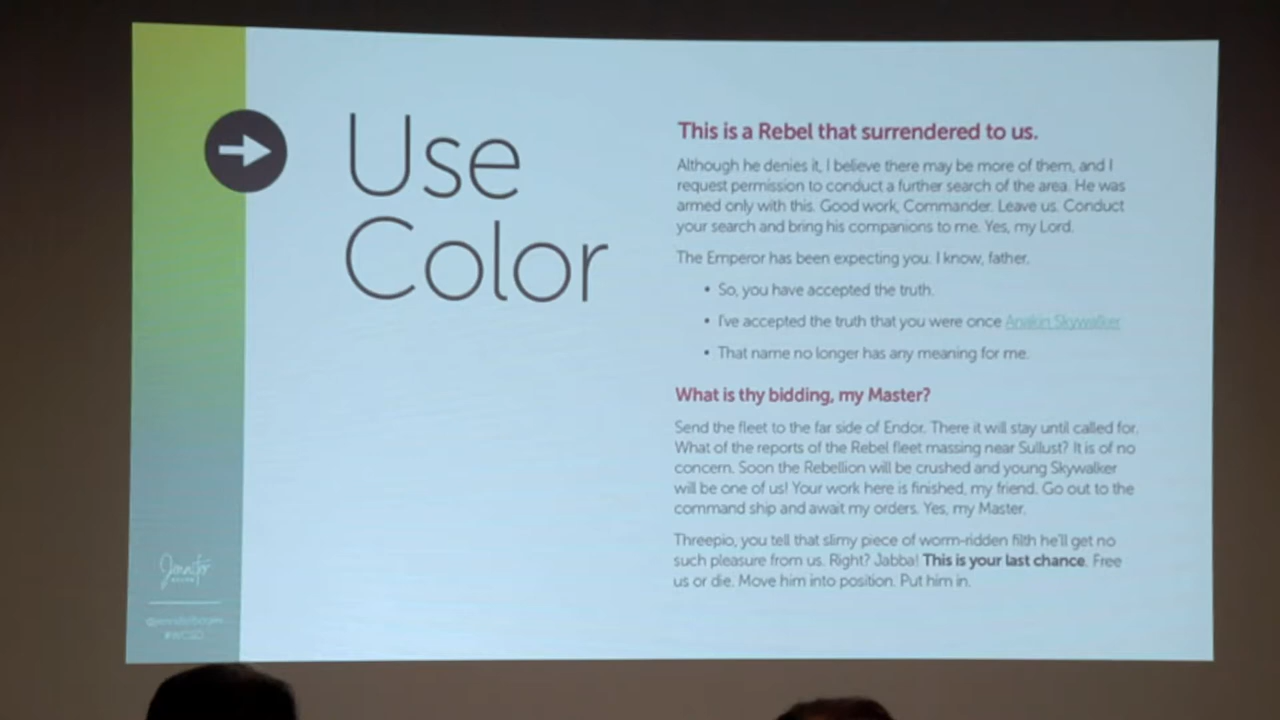 Use
Color
This is a Rebel that surrendered to us.
Although he denies it, I believe there may be more of them, and I
request permission to conduct a further search of the area. He was
armed only with this. Good work, Commander. Leave us. Conduct
your search and bring his companions to me. Yes, my Lord.
The Emperor has been expecting you. I know, father.
• So, you have accepted the truth.
• I've accepted the truth that you were once Anakin Skywalker
• That name no longer has any meaning for me.
What is thy bidding, my Master?
Send the fleet to the far side of Endor. There it will stay until called for.
What of the reports of the Rebel fleet massing near Sullust? It is of no
concern. Soon the Rebellion will be crushed and young Skywalker
will be one of us! Your work here is finished, my friend. Go out to the
command ship and await my orders. Yes, my Master.
Threepio, you tell that slimy piece of worm-ridden filth he'll get no
such pleasure from us. Right? Jabba! This is your last chance. Free
us or die. Move him into position. Put him in.
Jennifer